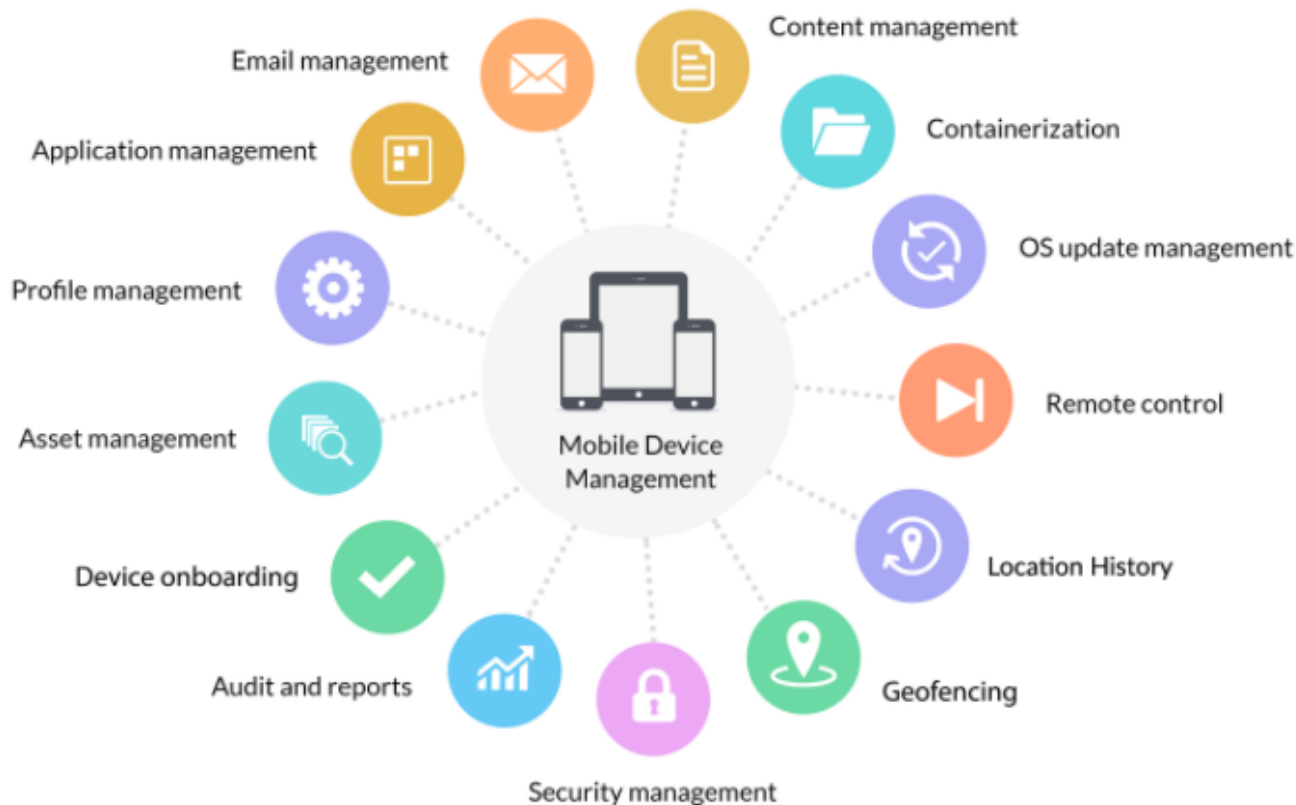 Content management
Email management
Containerization
Application management
OS update management
Profile management
Remote control
Asset management
Mobile Device
Management
Location History
Device onboarding
Audit and reports
Geofencing
Security management